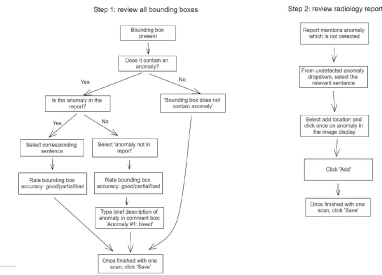 Step 1: review all bounding boxes
Bounding box
present
Does it contain an
anomaly?
Yes
No
Is the anomaly in the
report?
'Bounding box does not
contain anomaly'
Yes
No
Select corresponding
sentence
Select 'anomaly not in
report'
Rate bounding box
accuracy: good/partial/bad
Rate bounding box
accuracy: good/partial/bad
Type brief description of
anomaly in comment box:
'Anomaly #1: bleed'
Once finished with one
scan, click 'Save'
Step 2: review radiology report
Report mentions anomaly
which is not detected
From undetected anomaly
dropdown, select the
relevant sentence
Select add location and
click once on anomaly in
the image display
Click 'Add'
Once finished with one
scan, click 'Save'